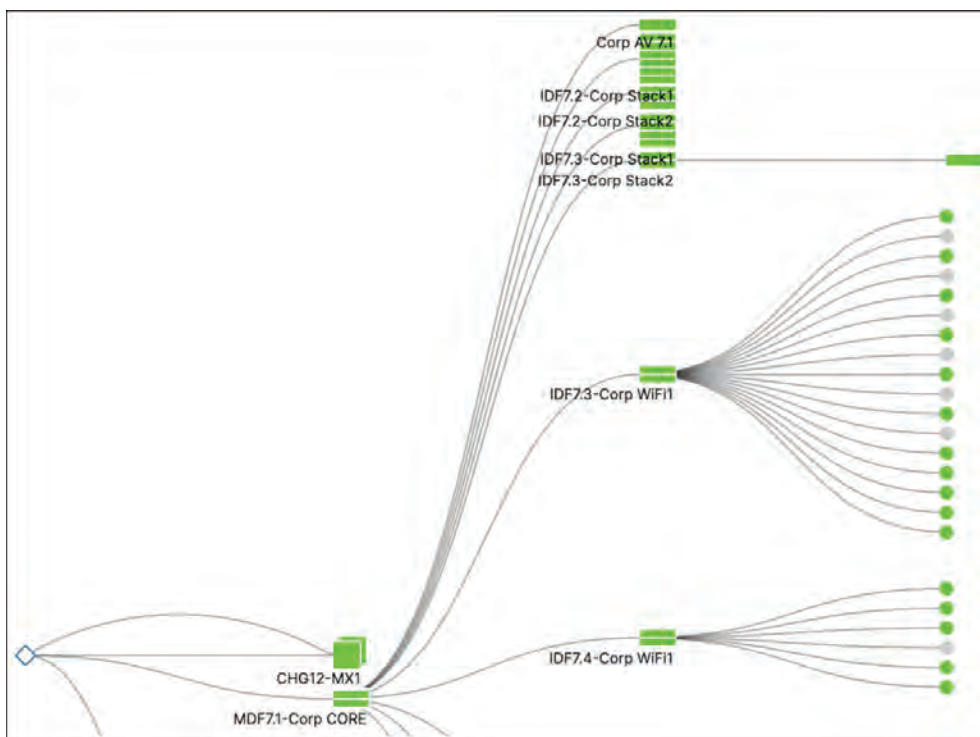 Corp AV 7.1
IDF7.2-Corp Stack1
IDF7.2-Corp Stack2
IDF7.3-Corp Stack1
IDF7.3-Corp Stack2
IDF7.3-Corp WiFi1
IDF7.4-Corp WiFi1
CHG12-MX1
MDF7.1-Corp CORE